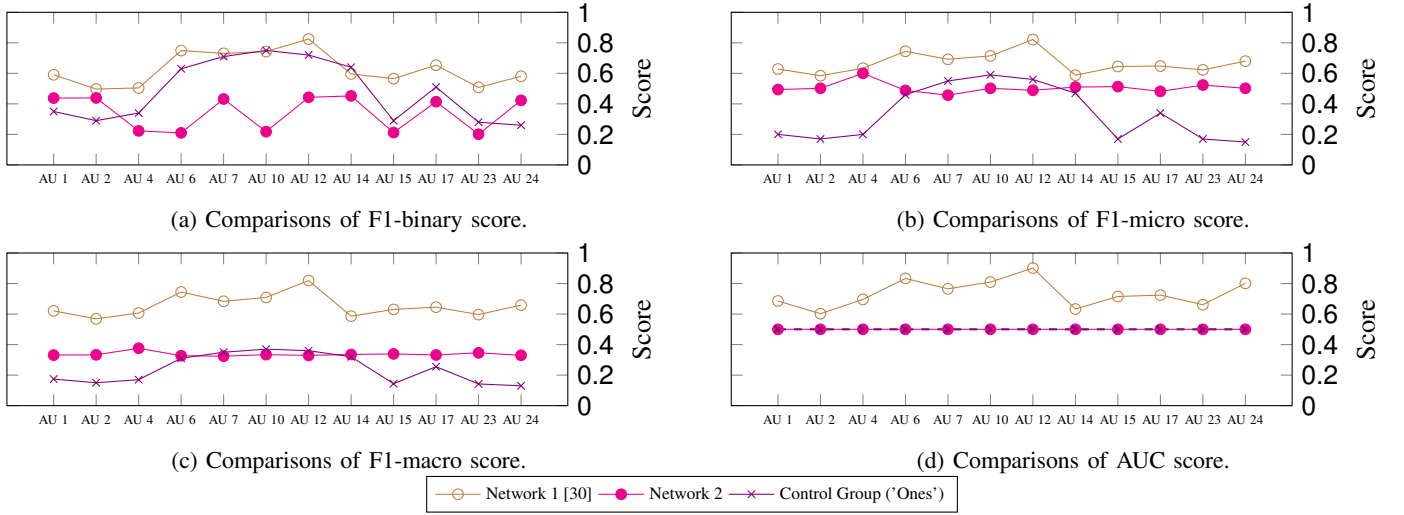 1
0.8
0.6
0.4
0.2
0
Score
AU 1 AU 2 AU 4 AU 6 AU 7 AU 10 AU 12 AU 14 AU 15 AU 17 AU 23 AU 24
(a) Comparisons of F1-binary score.
1
0.8
0.6
0.4
0.2
0
Score
AU 1 AU 2 AU 4 AU 6 AU 7 AU 10 AU 12 AU 14 AU 15 AU 17 AU 23 AU 24
(b) Comparisons of F1-micro score.
1
0.8
0.6
0.4
0.2
0
Score
AU 1 AU 2 AU 4 AU 6 AU 7 AU 10 AU 12 AU 14 AU 15 AU 17 AU 23 AU 24
(c) Comparisons of F1-macro score.
1
0.8
0.6
0.4
0.2
0
Score
AU 1 AU 2 AU 4 AU 6 AU 7 AU 10 AU 12 AU 14 AU 15 AU 17 AU 23 AU 24
(d) Comparisons of AUC score.
Network 1 [30] Network 2 Control Group ('Ones')